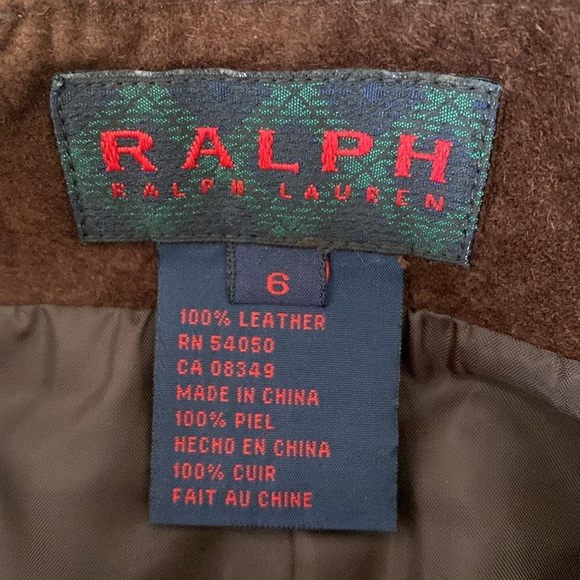 RALPH
RALPH LAUREN
6
100% LEATHER
RN 54050
CA 08349
MADE IN CHINA
100% PIEL
HECHO EN CHINA
100% CUIR
FAIT AU CHINE